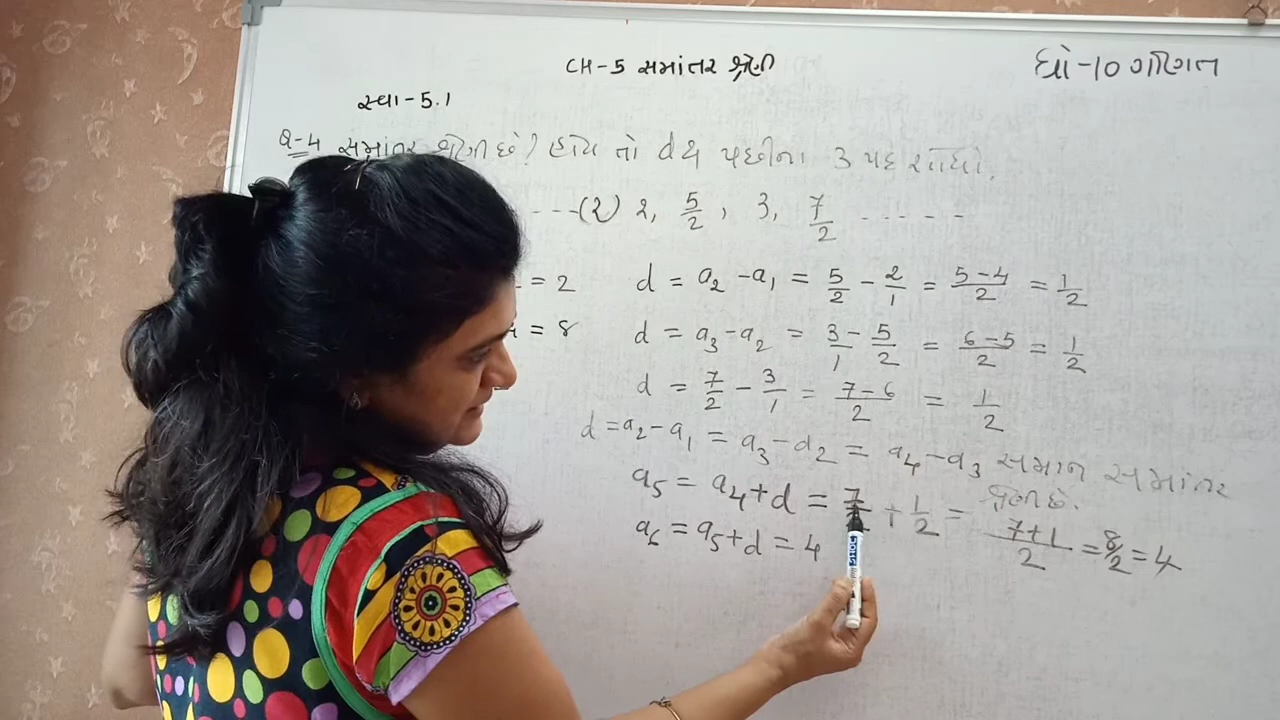 CH-5 સમાંતર શ્રેણી
ધો-10 ગણિત
સ્વા-5.1
Q-4 સમાંતર શ્રેણી છે? હોય તો d થ પછીના 3 પદ શોધો.
----(2) 2, 5/2, 3, 7/2 -----
= 2 d = a₂ - a₁ = 5/2 - 2/1 = (5-4)/2 = 1/2
= 8 d = a₃ - a₂ = 3/1 - 5/2 = (6-5)/2 = 1/2
d = 7/2 - 3/1 = (7-6)/2 = 1/2
d = a₂ - a₁ = a₃ - a₂ = a₄ - a₃ સમાન સમાંતર
શ્રેણી છે.
a₅ = a₄ + d = 7/2 + 1/2 = (7+1)/2 = 8/2 = 4
a₆ = a₅ + d = 4